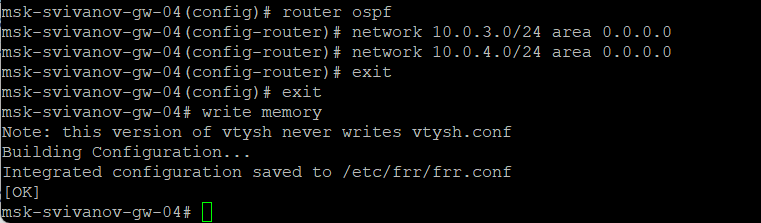 msk-svivanov-gw-04(config)# router ospf
msk-svivanov-gw-04(config-router)# network 10.0.3.0/24 area 0.0.0.0
msk-svivanov-gw-04(config-router)# network 10.0.4.0/24 area 0.0.0.0
msk-svivanov-gw-04(config-router)# exit
msk-svivanov-gw-04(config)# exit
msk-svivanov-gw-04# write memory
Note: this version of vtysh never writes vtysh.conf
Building Configuration...
Integrated configuration saved to /etc/frr/frr.conf
[OK]
msk-svivanov-gw-04#